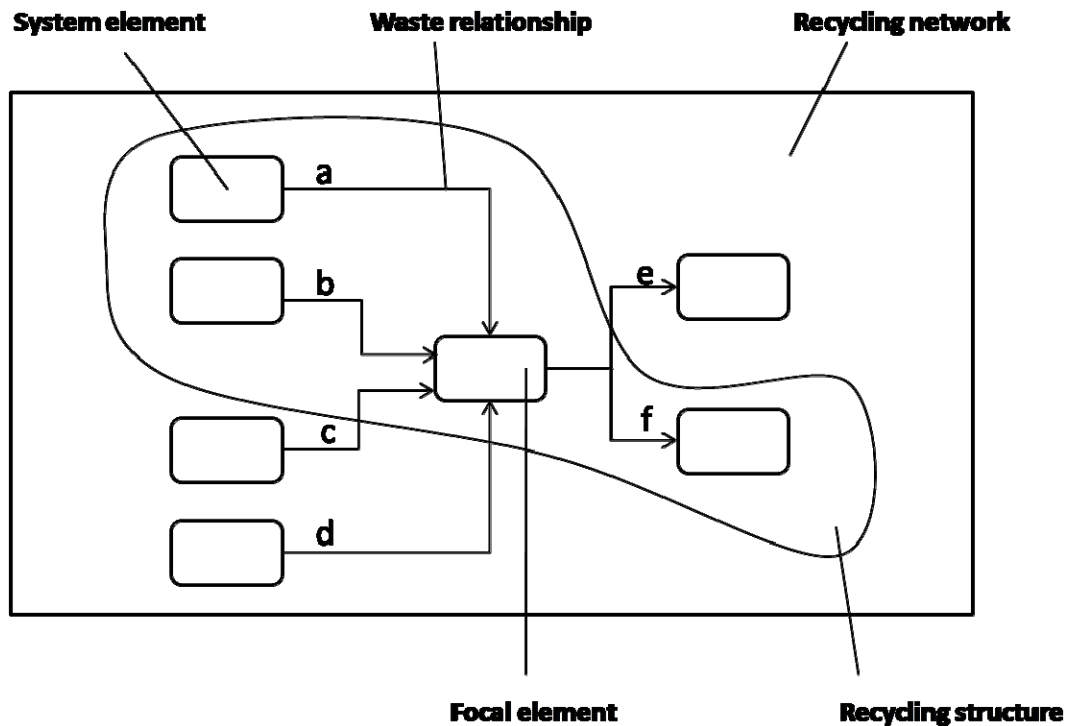 System element
Waste relationship
Recycling network
a
b
c
d
e
f
Focal element
Recycling structure